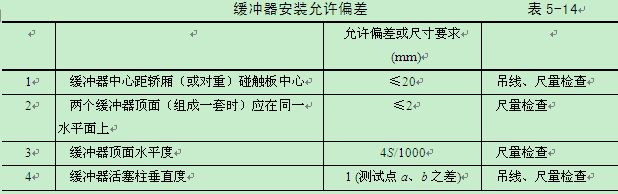 缓冲器安装允许偏差 表 5-14
允许偏差或尺寸要求
(mm)
1 缓冲器中心距轿厢（或对重）碰触板中心 ≤20 吊线、尺量检查
2 两个缓冲器顶面（组成一套时）应在同一 ≤2 尺量检查
水平面上
3 缓冲器顶面水平度 4S/1000 尺量检查
4 缓冲器活塞柱垂直度 1 (测试点 a、b 之差) 吊线、尺量检查